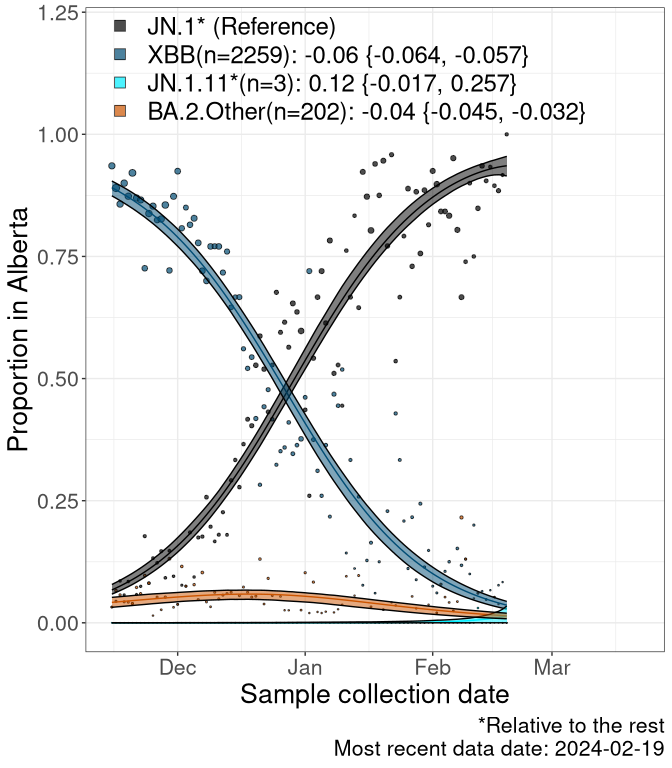 JN.1* (Reference)
XBB(n=2259): -0.06 {-0.064, -0.057}
JN.1.11*(n=3): 0.12 {-0.017, 0.257}
BA.2.Other(n=202): -0.04 {-0.045, -0.032}
1.25
1.00
0.75
0.50
0.25
0.00
Proportion in Alberta
Dec Jan Feb Mar
Sample collection date
*Relative to the rest
Most recent data date: 2024-02-19